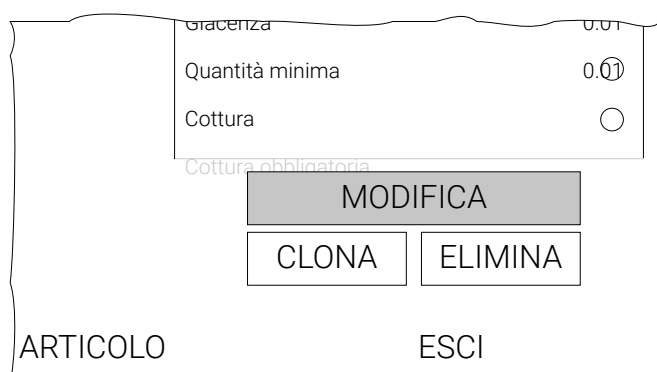 Giacenza 0.01
Quantità minima 0.01
Cottura
Cottura obbligatoria
MODIFICA
CLONA ELIMINA
ARTICOLO ESCI